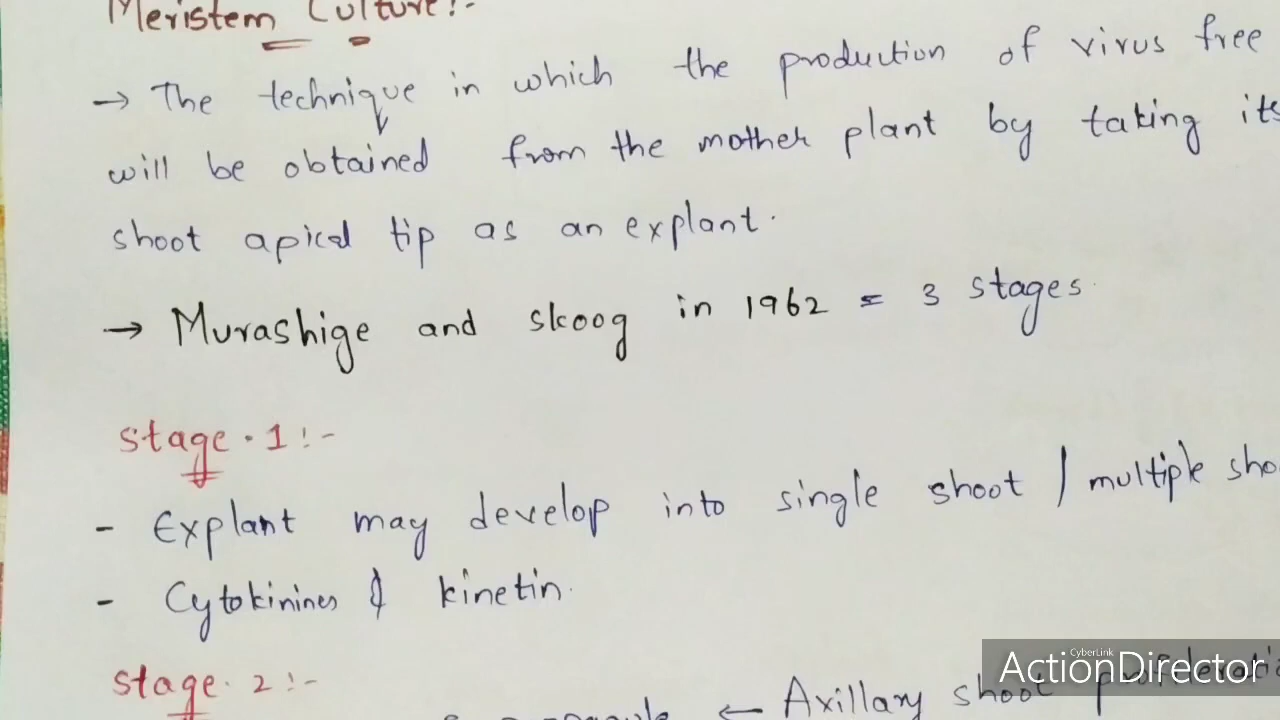 Meristem Culture:-
→ The technique in which the production of virus free
will be obtained from the mother plant by taking its
shoot apical tip as an explant.
→ Murashige and skoog in 1962 = 3 stages.
stage.1:-
- Explant may develop into single shoot / multiple sho
- Cytokinines & kinetin.
stage.2:-
← Axillary shoot
CyberLink
ActionDirector